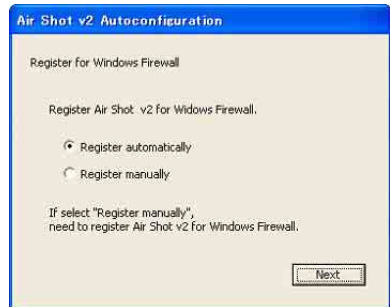 Air Shot v2 Autoconfiguration
Register for Windows Firewall
Register Air Shot v2 for Widows Firewall.
Register automatically
Register manually
If select "Register manually",
need to register Air Shot v2 for Windows Firewall.
Next